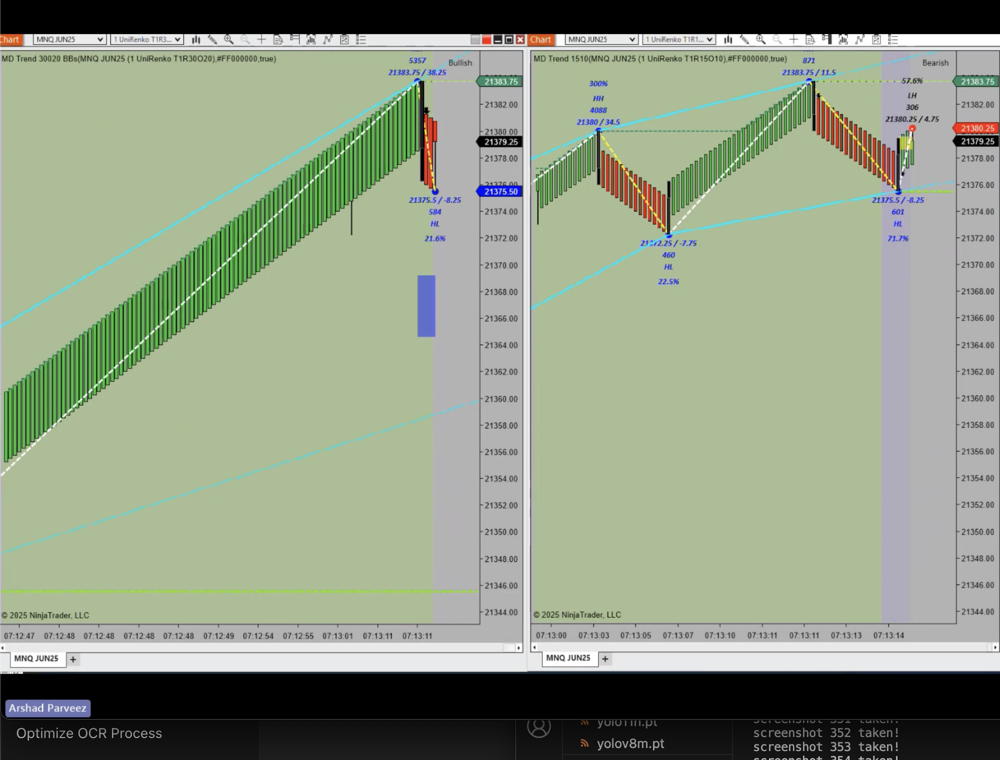 Chart
MNQ JUN25
1 UniRenko T1R3...
Chart
MNQ JUN25
1 UniRenko T1R1...
MD Trend 30020 BBs(MNQ JUN25 (1 UniRenko T1R30O20),#FF000000,true)
Bullish
5357
21383.75 / 38.25
21375.5 / -8.25
584
HL
21.6%
21383.75
21382.00
21380.00
21379.25
21378.00
21375.50
21374.00
21372.00
21370.00
21368.00
21366.00
21364.00
21362.00
21360.00
21358.00
21356.00
21354.00
21352.00
21350.00
21348.00
21346.00
21344.00
© 2025 NinjaTrader, LLC
07:12:47 07:12:48 07:12:48 07:12:48 07:12:48 07:12:49 07:12:54 07:12:55 07:13:01 07:13:11 07:13:11
MNQ JUN25 +
MD Trend 1510(MNQ JUN25 (1 UniRenko T1R15O10),#FF000000,true)
Bearish
871
21383.75 / 11.5
57.6%
LH
306
21380.25 / 4.75
300%
HH
4088
21380 / 34.5
21372.25 / -7.75
460
HL
22.5%
21375.5 / -8.25
601
HL
71.7%
21383.75
21382.00
21380.25
21379.25
21378.00
21376.00
21374.00
21372.00
21370.00
21368.00
21366.00
21364.00
21362.00
21360.00
21358.00
21356.00
21354.00
21352.00
21350.00
21348.00
21346.00
21344.00
© 2025 NinjaTrader, LLC
07:13:00 07:13:03 07:13:05 07:13:07 07:13:10 07:13:11 07:13:11 07:13:13 07:13:14
MNQ JUN25 +
Arshad Parveez
Optimize OCR Process
yolo11n.pt
yolov8m.pt
screenshot 351 taken!
screenshot 352 taken!
screenshot 353 taken!
screenshot 354 taken!